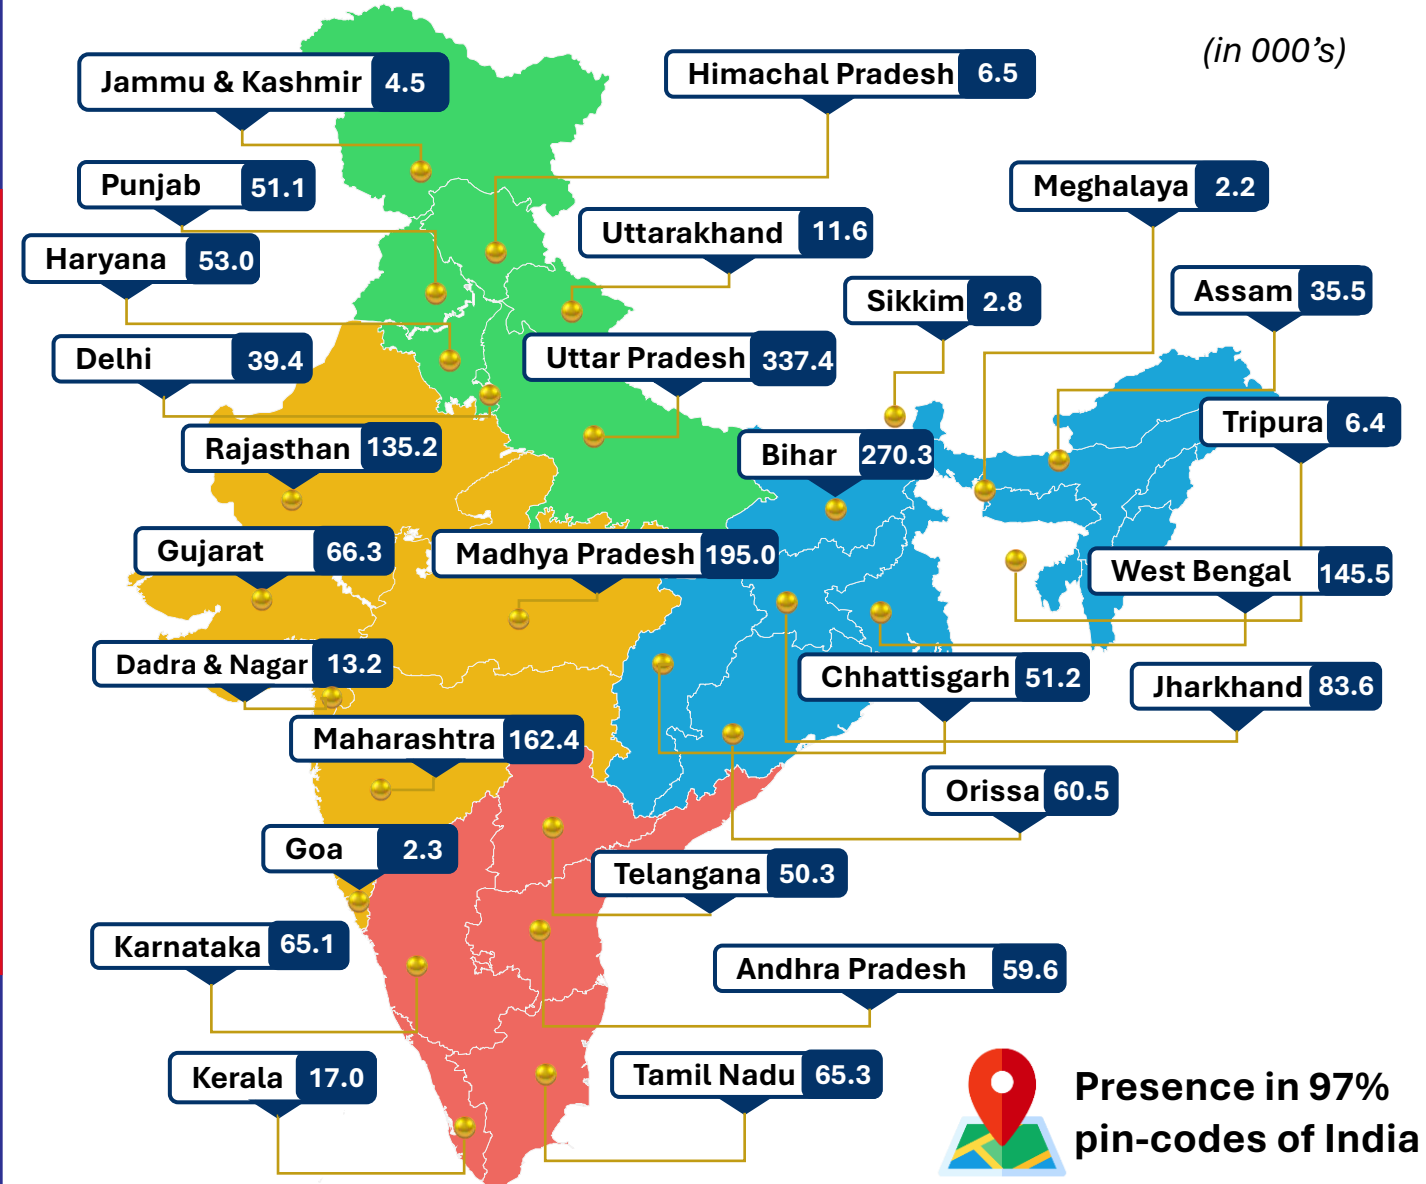 (in 000's)
Jammu & Kashmir 4.5
Himachal Pradesh 6.5
Punjab 51.1
Meghalaya 2.2
Uttarakhand 11.6
Haryana 53.0
Sikkim 2.8
Assam 35.5
Delhi 39.4
Uttar Pradesh 337.4
Tripura 6.4
Rajasthan 135.2
Bihar 270.3
Gujarat 66.3
Madhya Pradesh 195.0
West Bengal 145.5
Dadra & Nagar 13.2
Chhattisgarh 51.2
Jharkhand 83.6
Maharashtra 162.4
Orissa 60.5
Goa 2.3
Telangana 50.3
Karnataka 65.1
Andhra Pradesh 59.6
Kerala 17.0
Tamil Nadu 65.3
Presence in 97%
pin-codes of India